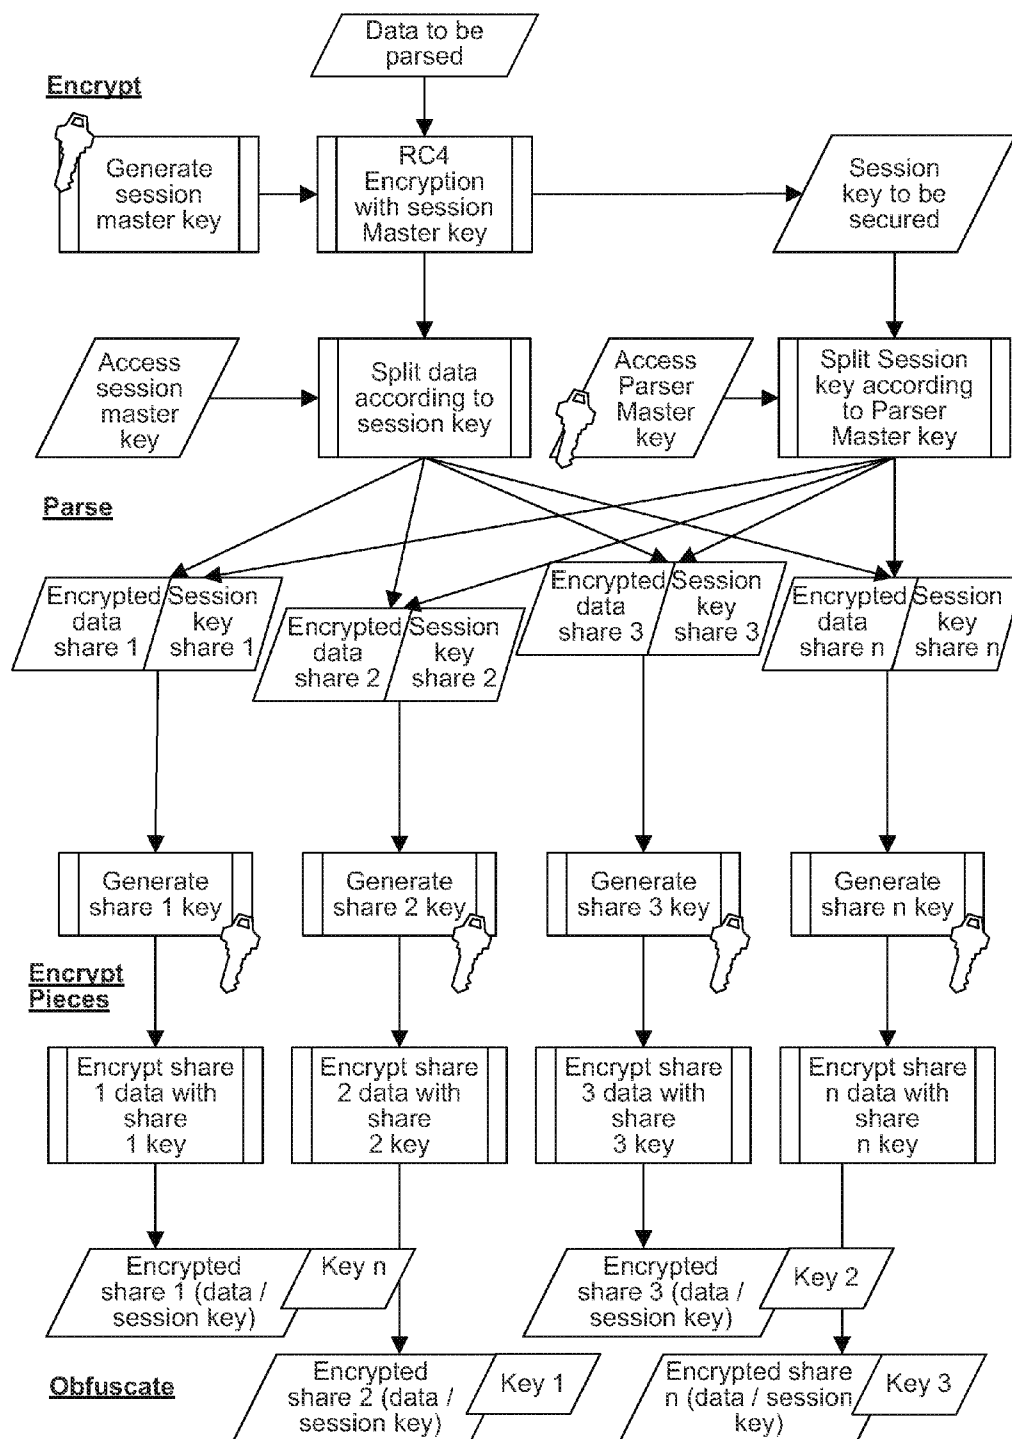 Data to be
parsed
Encrypt
Generate
session
master key
RC4
Encryption
with session
Master key
Session
key to be
secured
Access
session
master
key
Split data
according to
session key
Access
Parser
Master
key
Split Session
key according
to Parser
Master key
Parse
Encrypted
data
share 1
Session
key
share 1
Encrypted
data
share 2
Session
key
share 2
Encrypted
data
share 3
Session
key
share 3
Encrypted
data
share n
Session
key
share n
Generate
share 1 key
Generate
share 2 key
Generate
share 3 key
Generate
share n key
Encrypt
Pieces
Encrypt share
1 data with
share
1 key
Encrypt share
2 data with
share
2 key
Encrypt share
3 data with
share
3 key
Encrypt share
n data with
share
n key
Encrypted
share 1 (data /
session key)
Key n
Encrypted
share 3 (data /
session key)
Key 2
Obfuscate
Encrypted
share 2 (data /
session key)
Key 1
Encrypted share
n (data / session
key)
Key 3